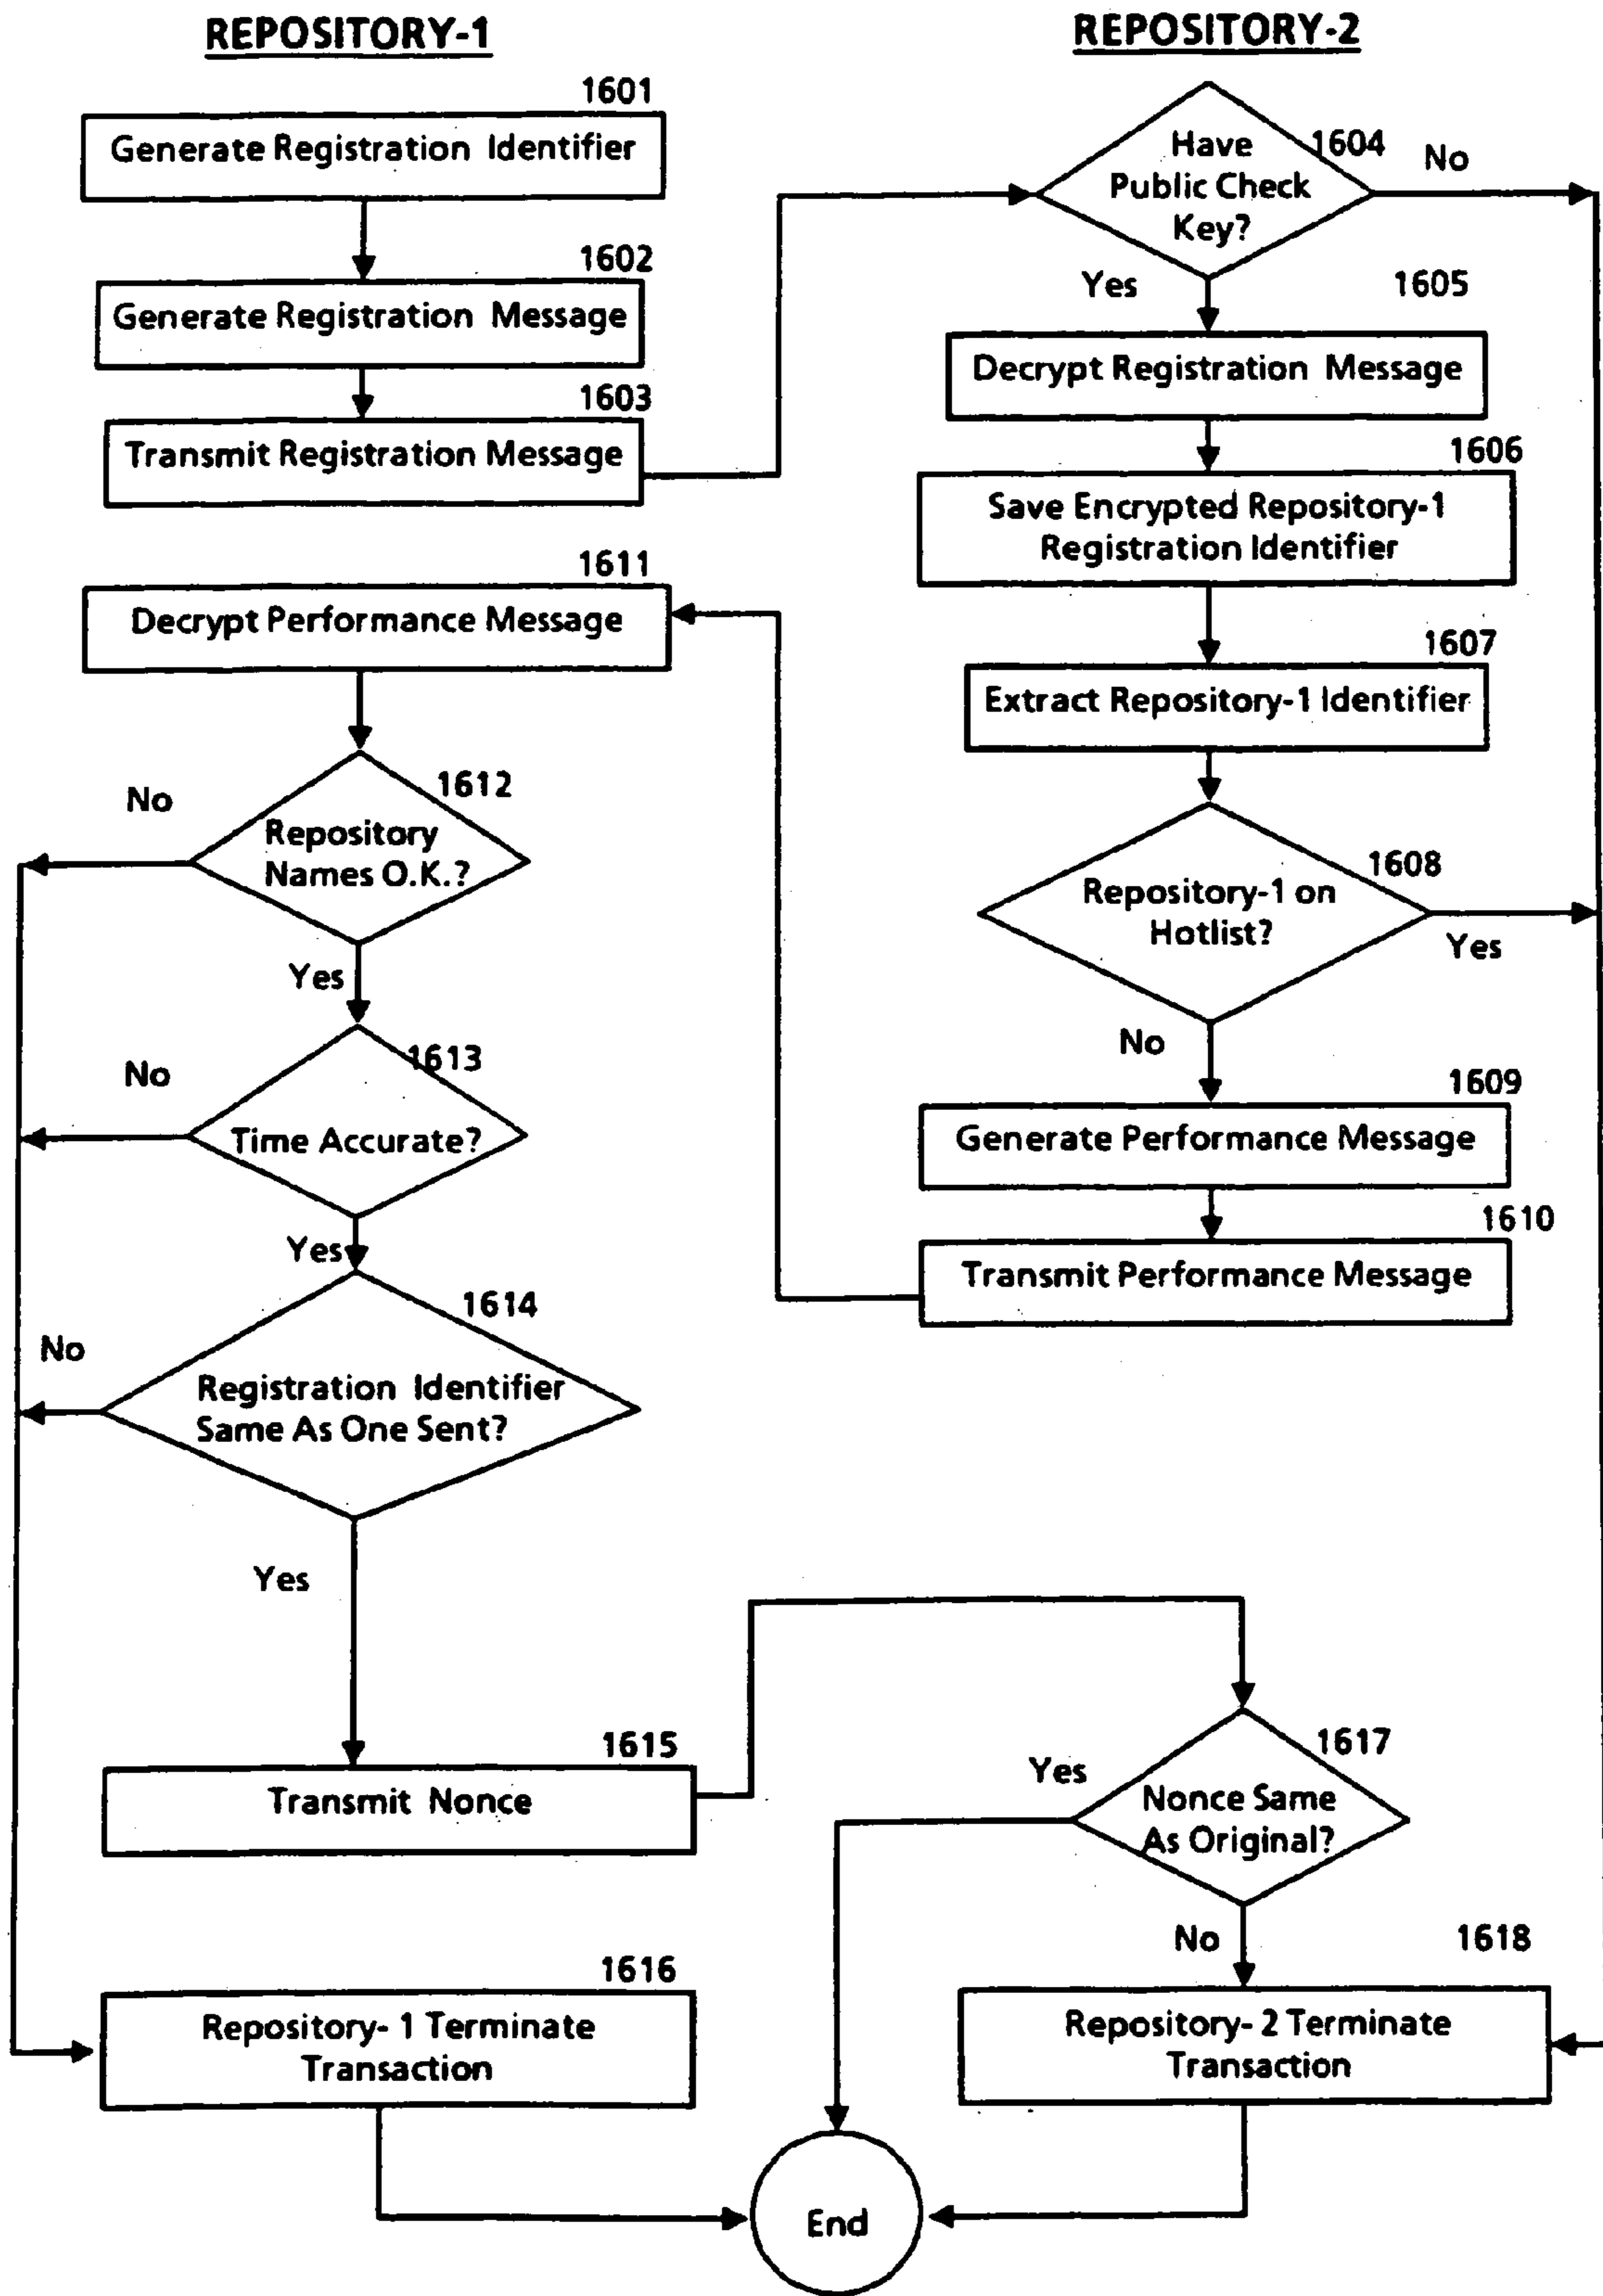 REPOSITORY-1
1601
Generate Registration Identifier
1602
Generate Registration Message
1603
Transmit Registration Message
1611
Decrypt Performance Message
1612
No
Repository
Names O.K.?
Yes
1613
No
Time Accurate?
Yes
1614
No
Registration Identifier
Same As One Sent?
Yes
1615
Transmit Nonce
1616
Repository- 1 Terminate
Transaction
REPOSITORY-2
1604
No
Have
Public Check
Key?
Yes
1605
Decrypt Registration Message
1606
Save Encrypted Repository-1
Registration Identifier
1607
Extract Repository-1 Identifier
1608
Repository-1 on
Hotlist?
Yes
No
1609
Generate Performance Message
1610
Transmit Performance Message
1617
Yes
Nonce Same
As Original?
No
1618
Repository- 2 Terminate
Transaction
End